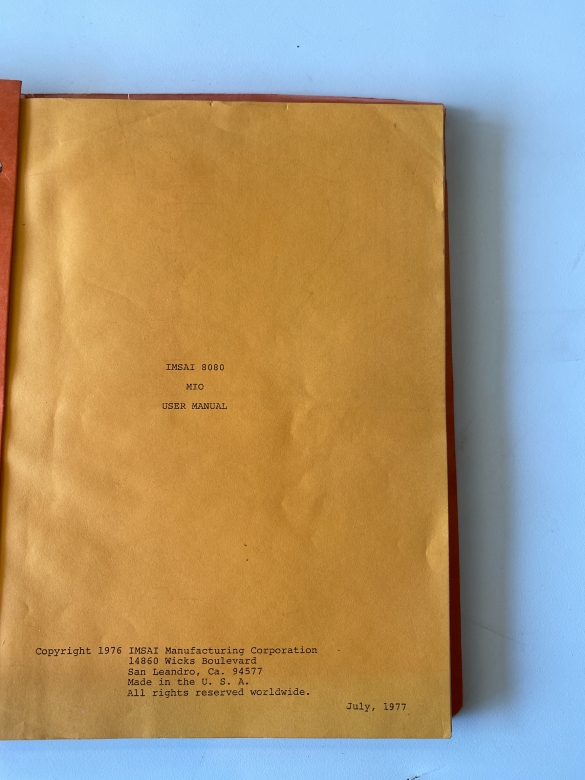 IMSAI 8080
MIO
USER MANUAL
Copyright 1976 IMSAI Manufacturing Corporation
14860 Wicks Boulevard
San Leandro, Ca. 94577
Made in the U. S. A.
All rights reserved worldwide.
July, 1977